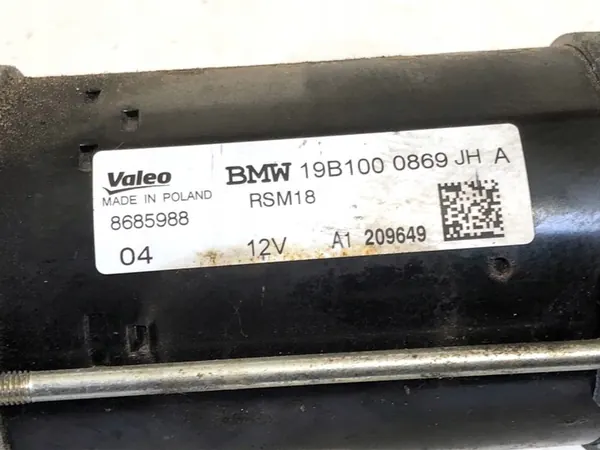 Valeo BMW 19B100 0869 JH A
MADE IN POLAND RSM18
8685988
04 12V A1 209649